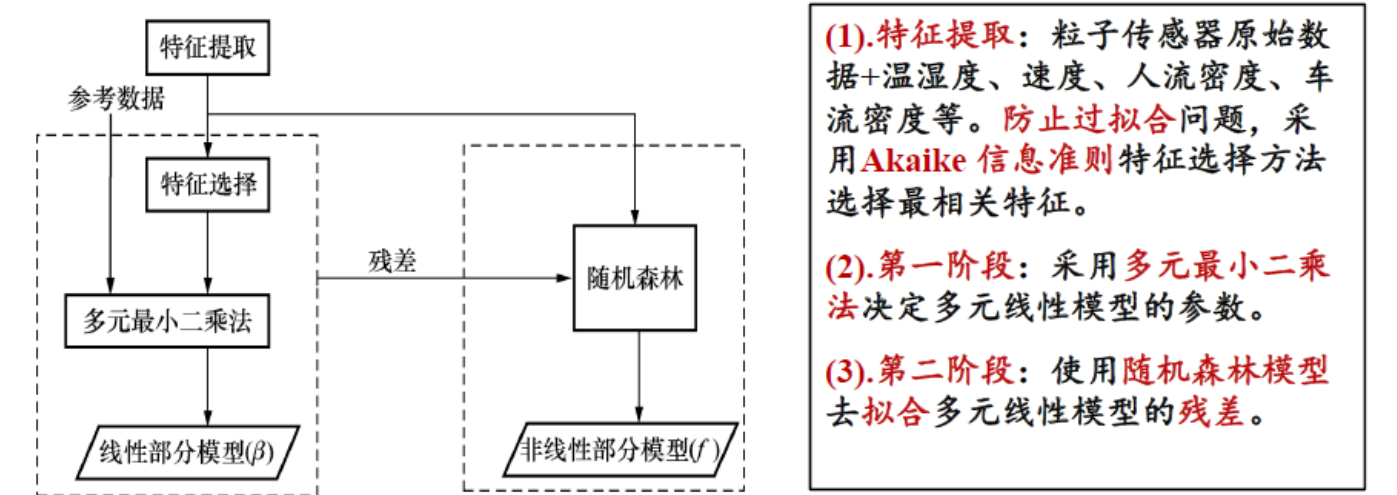 特征提取
参考数据
特征选择
残差
随机森林
多元最小二乘法
线性部分模型(β)
非线性部分模型(f)
(1).特征提取：粒子传感器原始数
据+温湿度、速度、人流密度、车
流密度等。防止过拟合问题，采
用Akaike 信息准则特征选择方法
选择最相关特征。
(2).第一阶段：采用多元最小二乘
法决定多元线性模型的参数。
(3).第二阶段：使用随机森林模型
去拟合多元线性模型的残差。